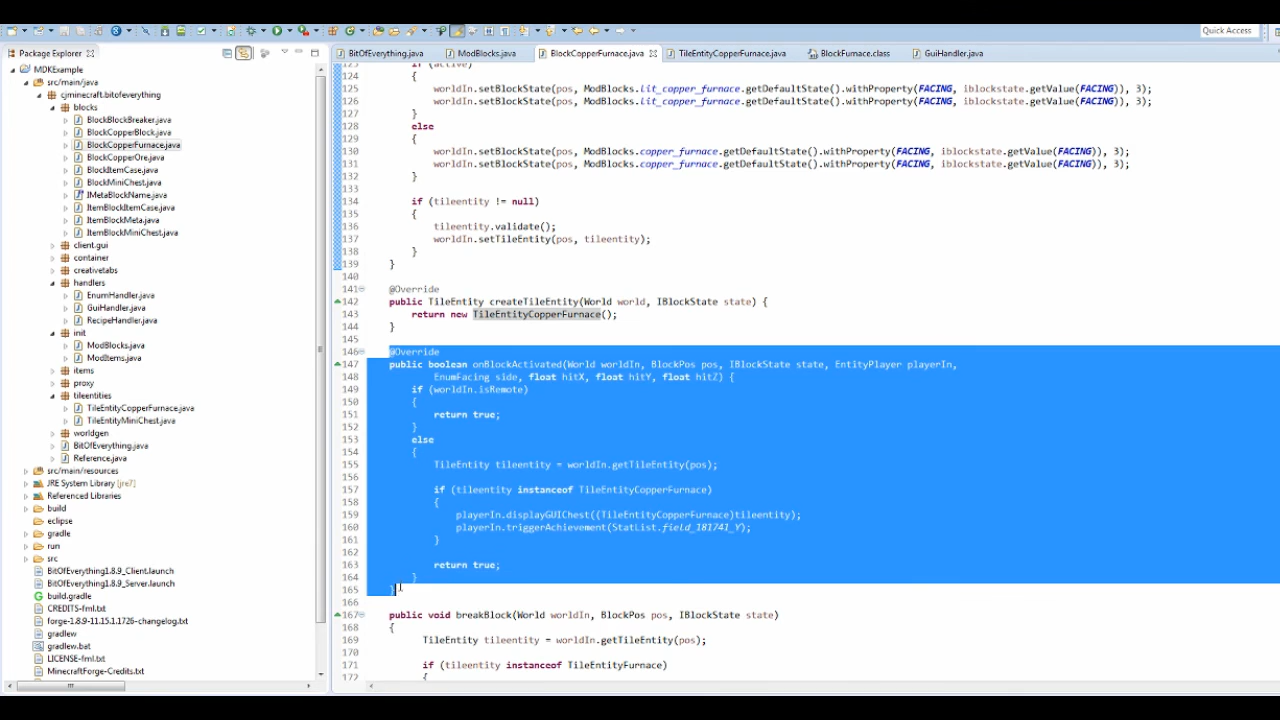 Quick Access
Package Explorer
BitOfEverything.java
ModBlocks.java
BlockCopperFurnace.java
TileEntityCopperFurnace.java
BlockFurnace.class
GuiHandler.java
MDKExample
src/main/java
cjminecraft.bitofeverything
blocks
BlockBlockBreaker.java
BlockCopperBlock.java
BlockCopperFurnace.java
BlockCopperOre.java
BlockItemCase.java
BlockMiniChest.java
IMetaBlockName.java
ItemBlockItemCase.java
ItemBlockMeta.java
ItemBlockMiniChest.java
client.gui
container
creativetabs
handlers
EnumHandler.java
GuiHandler.java
RecipeHandler.java
init
ModBlocks.java
ModItems.java
items
proxy
tileentities
TileEntityCopperFurnace.java
TileEntityMiniChest.java
worldgen
BitOfEverything.java
Reference.java
src/main/resources
JRE System Library [jre7]
Referenced Libraries
build
eclipse
gradle
run
src
BitOfEverything1.8.9_Client.launch
BitOfEverything1.8.9_Server.launch
build.gradle
CREDITS-fml.txt
forge-1.8.9-11.15.1.1726-changelog.txt
gradlew
gradlew.bat
LICENSE-fml.txt
MinecraftForge-Credits.txt
123 if (active)
124 {
125 worldIn.setBlockState(pos, ModBlocks.lit_copper_furnace.getDefaultState().withProperty(FACING, iblockstate.getValue(FACING)), 3);
126 worldIn.setBlockState(pos, ModBlocks.lit_copper_furnace.getDefaultState().withProperty(FACING, iblockstate.getValue(FACING)), 3);
127 }
128 else
129 {
130 worldIn.setBlockState(pos, ModBlocks.copper_furnace.getDefaultState().withProperty(FACING, iblockstate.getValue(FACING)), 3);
131 worldIn.setBlockState(pos, ModBlocks.copper_furnace.getDefaultState().withProperty(FACING, iblockstate.getValue(FACING)), 3);
132 }
133
134 if (tileentity != null)
135 {
136 tileentity.validate();
137 worldIn.setTileEntity(pos, tileentity);
138 }
139 }
140
141 @Override
142 public TileEntity createTileEntity(World world, IBlockState state) {
143 return new TileEntityCopperFurnace();
144 }
145
146 @Override
147 public boolean onBlockActivated(World worldIn, BlockPos pos, IBlockState state, EntityPlayer playerIn,
148 EnumFacing side, float hitX, float hitY, float hitZ) {
149 if (worldIn.isRemote)
150 {
151 return true;
152 }
153 else
154 {
155 TileEntity tileentity = worldIn.getTileEntity(pos);
156
157 if (tileentity instanceof TileEntityCopperFurnace)
158 {
159 playerIn.displayGUIChest((TileEntityCopperFurnace)tileentity);
160 playerIn.triggerAchievement(StatList.field_181741_Y);
161 }
162
163 return true;
164 }
165 }
166
167 public void breakBlock(World worldIn, BlockPos pos, IBlockState state)
168 {
169 TileEntity tileentity = worldIn.getTileEntity(pos);
170
171 if (tileentity instanceof TileEntityFurnace)
172 {